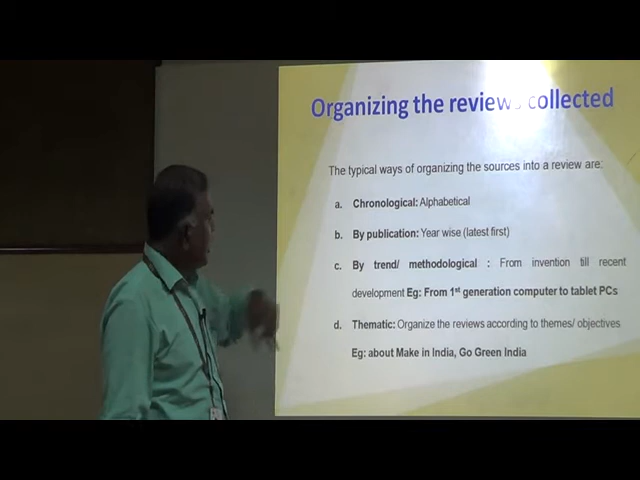 Organizing the reviews collected
The typical ways of organizing the sources into a review are:
a. Chronological: Alphabetical
b. By publication: Year wise (latest first)
c. By trend/ methodological : From invention till recent
development Eg: From 1st generation computer to tablet PCs
d. Thematic: Organize the reviews according to themes/ objectives
Eg: about Make in India, Go Green India